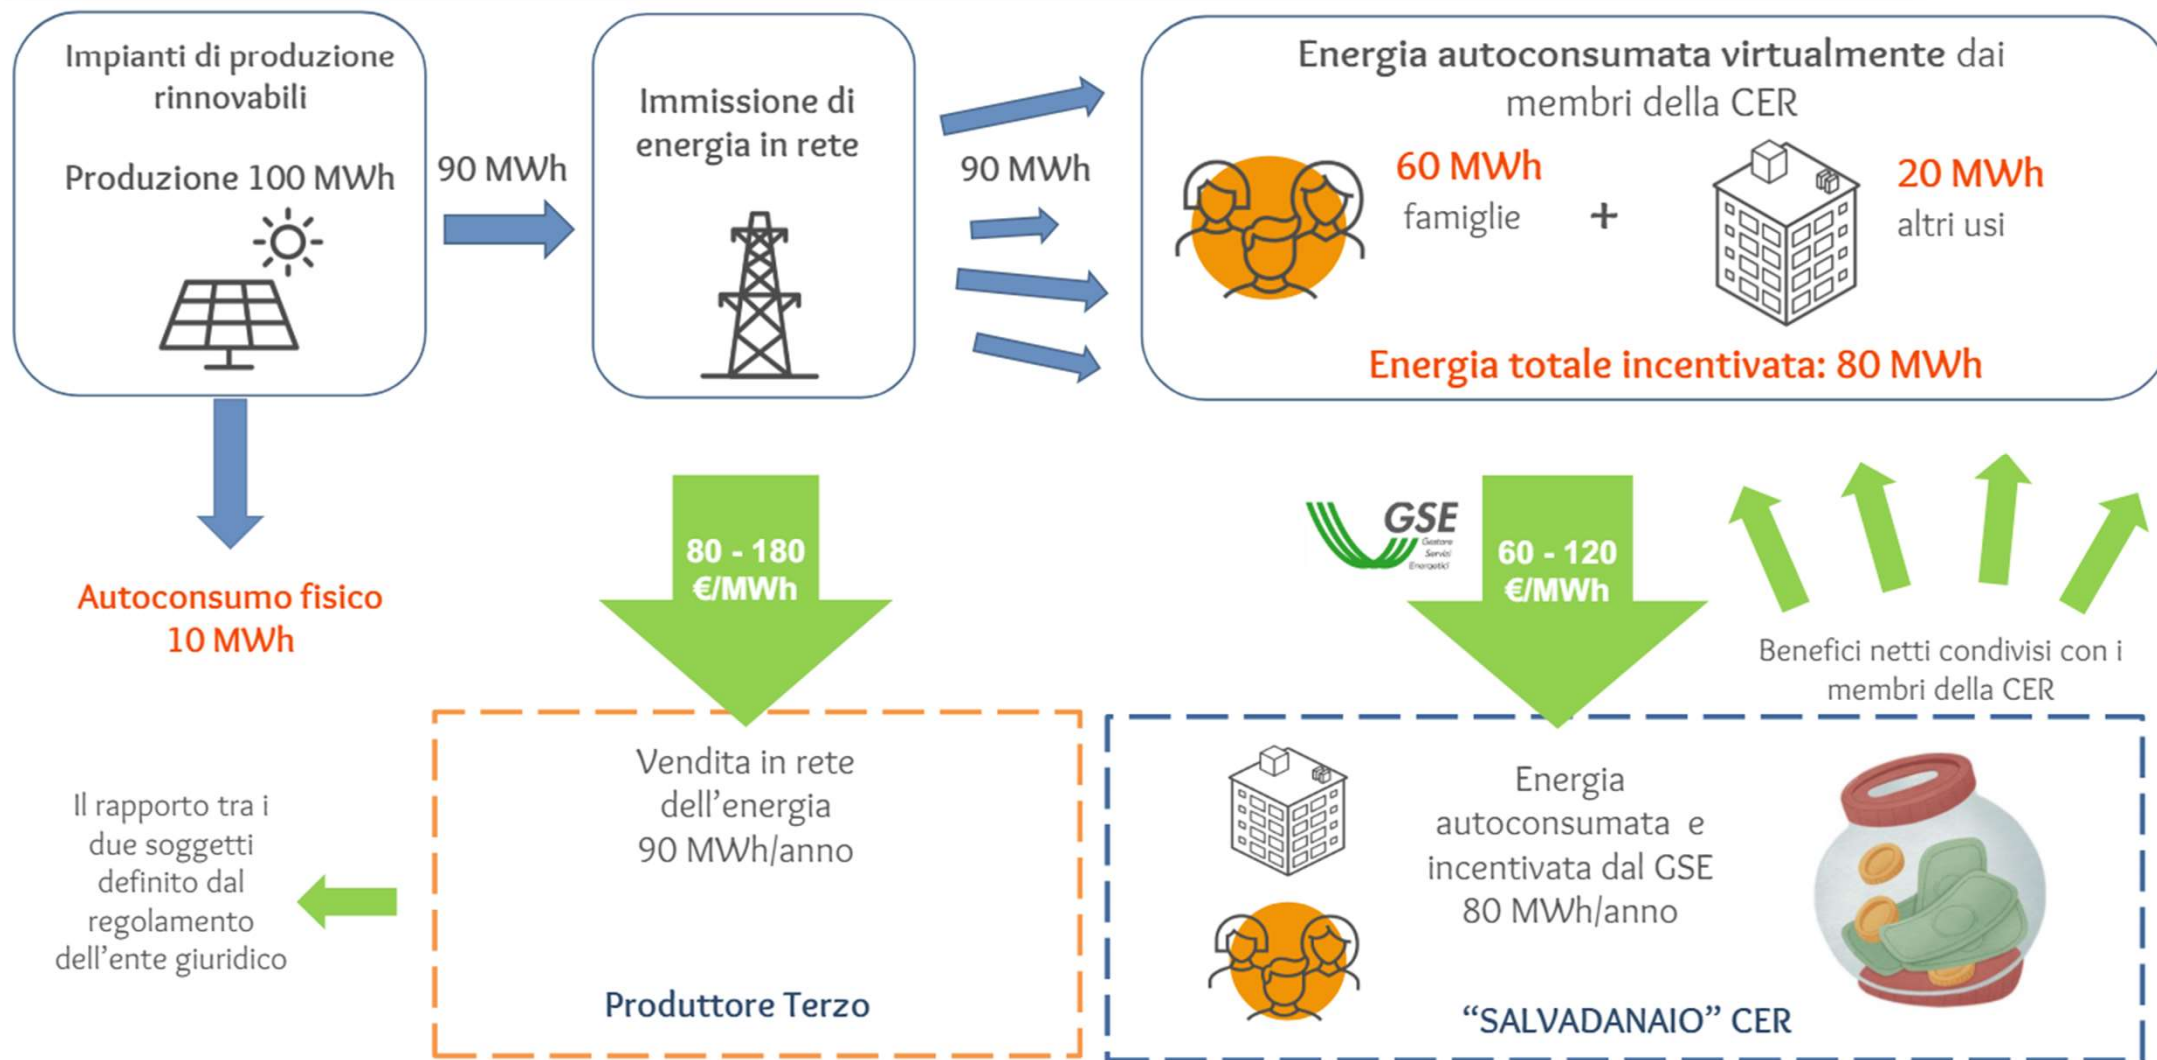 Impianti di produzione
rinnovabili
Produzione 100 MWh
90 MWh
Immissione di
energia in rete
90 MWh
Energia autoconsumata virtualmente dai
membri della CER
60 MWh
famiglie
+
20 MWh
altri usi
Energia totale incentivata: 80 MWh
Autoconsumo fisico
10 MWh
80 - 180
€/MWh
GSE
Gestore
Servizi
Energetici
60 - 120
€/MWh
Benefici netti condivisi con i
membri della CER
Il rapporto tra i
due soggetti
definito dal
regolamento
dell'ente giuridico
Vendita in rete
dell'energia
90 MWh/anno
Produttore Terzo
Energia
autoconsumata e
incentivata dal GSE
80 MWh/anno
“SALVADANAIO” CER